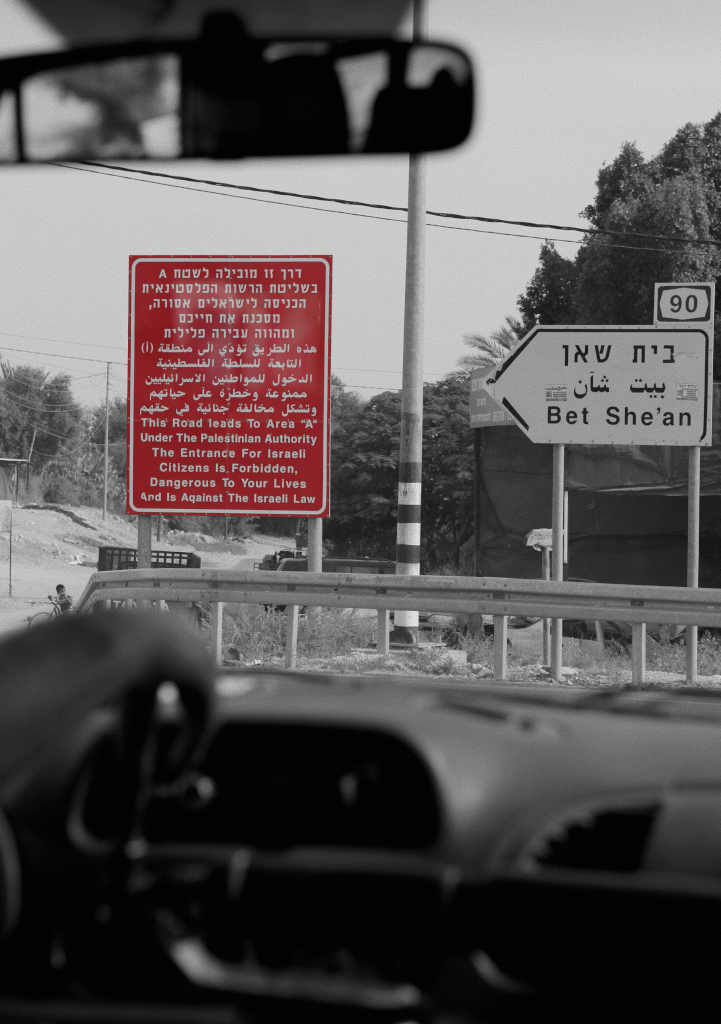 דרך זו מובילה לשטח A
בשליטת הרשות הפלסטינאית
הכניסה לישראלים אסורה,
מסכנת את חייכם
ומהווה עבירה פלילית
هذه الطريق تؤدي الى منطقة (أ)
التابعة للسلطة الفلسطينية
الدخول للمواطنين الاسرائيليين
ممنوعة وخطرة على حياتهم
وتشكل مخالفة جنائية في حقهم
This Road leads To Area "A"
Under The Palestinian Authority
The Entrance For Israeli
Citizens Is Forbidden,
Dangerous To Your Lives
And Is Against The Israeli Law
90
בית שאן
بيت شأن
Bet She'an